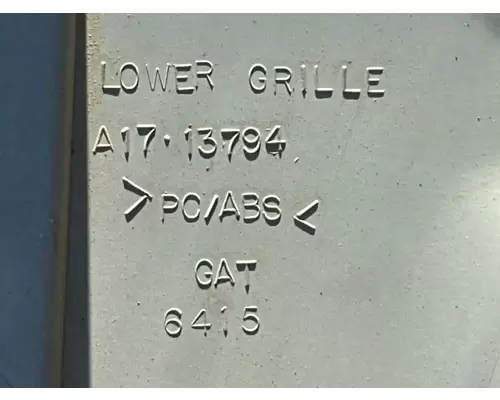 LOWER GRILLE
A17-13794
>PC/ABS<
GAT
6415